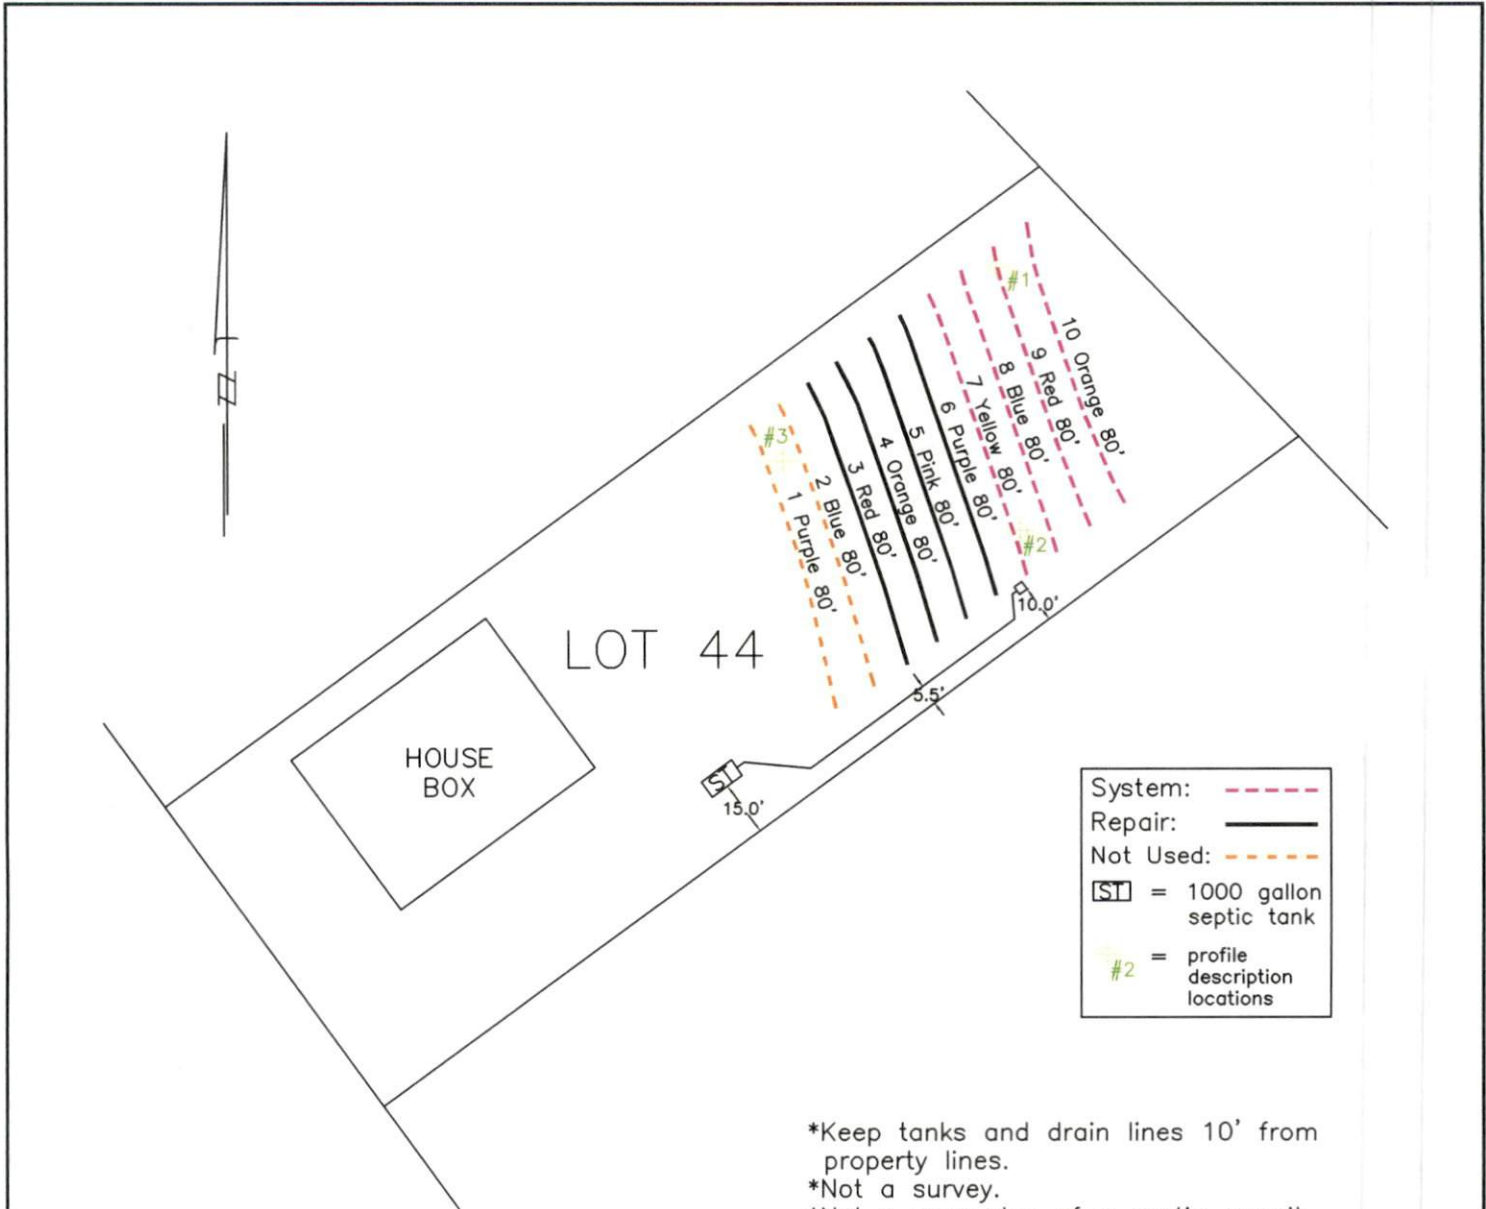 N
#1
10 Orange 80'
9 Red 80'
8 Blue 80'
7 Yellow 80'
6 Purple 80'
5 Pink 80'
4 Orange 80'
3 Red 80'
2 Blue 80'
1 Purple 80'
#3
#2
10.0'
5.5'
LOT 44
HOUSE
BOX
ST
15.0'
System:
Repair:
Not Used:
ST = 1000 gallon
septic tank
#2 = profile
description
locations
*Keep tanks and drain lines 10' from
property lines.
*Not a survey.